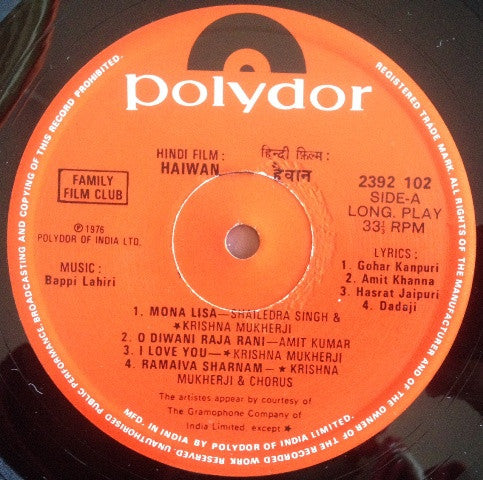 polydor
HINDI FILM : हिन्दी फ़िल्म :
HAIWAN हैवान
FAMILY
FILM CLUB
2392 102
SIDE-A
LONG. PLAY
33⅓ RPM
℗ 1976
POLYDOR OF INDIA LTD.
MUSIC :
Bappi Lahiri
LYRICS :
1. Gohar Kanpuri
2. Amit Khanna
3. Hasrat Jaipuri
4. Dadaji
1. MONA LISA—SHAILEDRA SINGH &
★KRISHNA MUKHERJI
2. O DIWANI RAJA RANI—AMIT KUMAR
3. I LOVE YOU—★KRISHNA MUKHERJI
4. RAMAIVA SHARNAM—★KRISHNA
MUKHERJI & CHORUS
The artistes appear by courtesy of
The Gramophone Company of
India Limited. except ★
REGISTERED TRADE MARK. ALL RIGHTS OF THE MANUFACTURER AND OF THE OWNER OF THE RECORDED WORK RESERVED. UNAUTHORISED PUBLIC PERFORMANCE, BROADCASTING AND COPYING OF THIS RECORD PROHIBITED.
MFD. IN INDIA BY POLYDOR OF INDIA LIMITED.